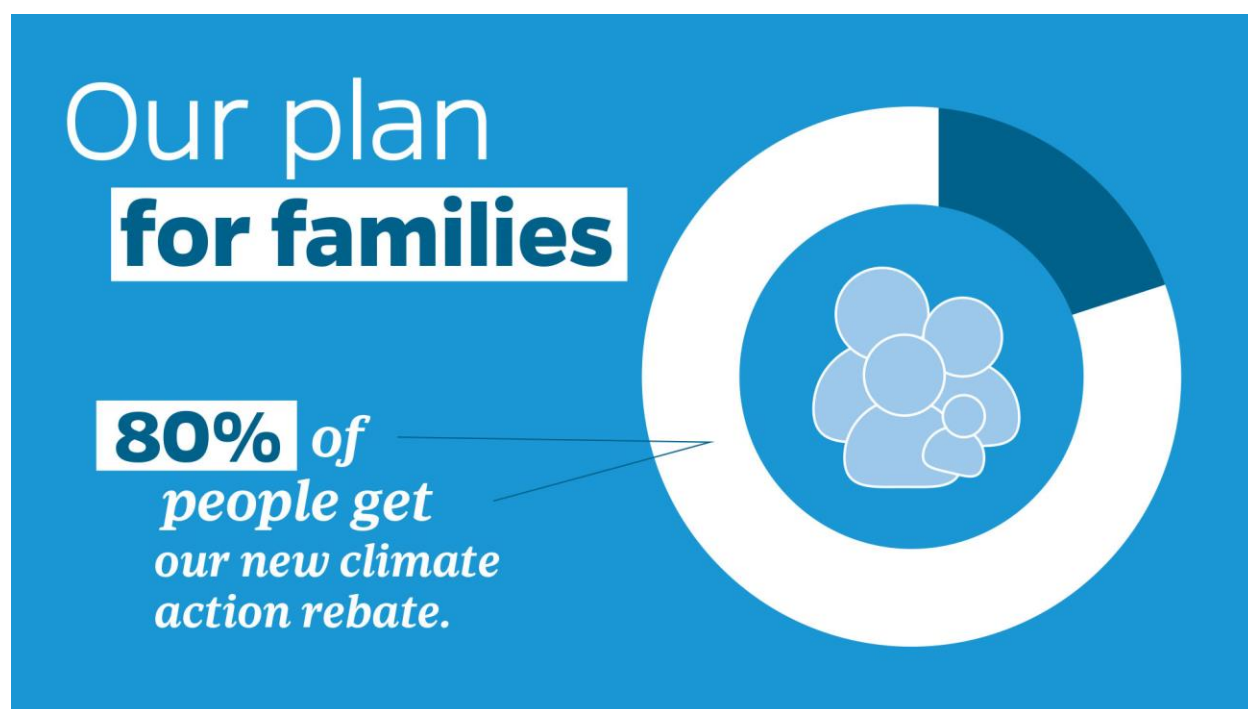 Our plan
for families
80% of
people get
our new climate
action rebate.